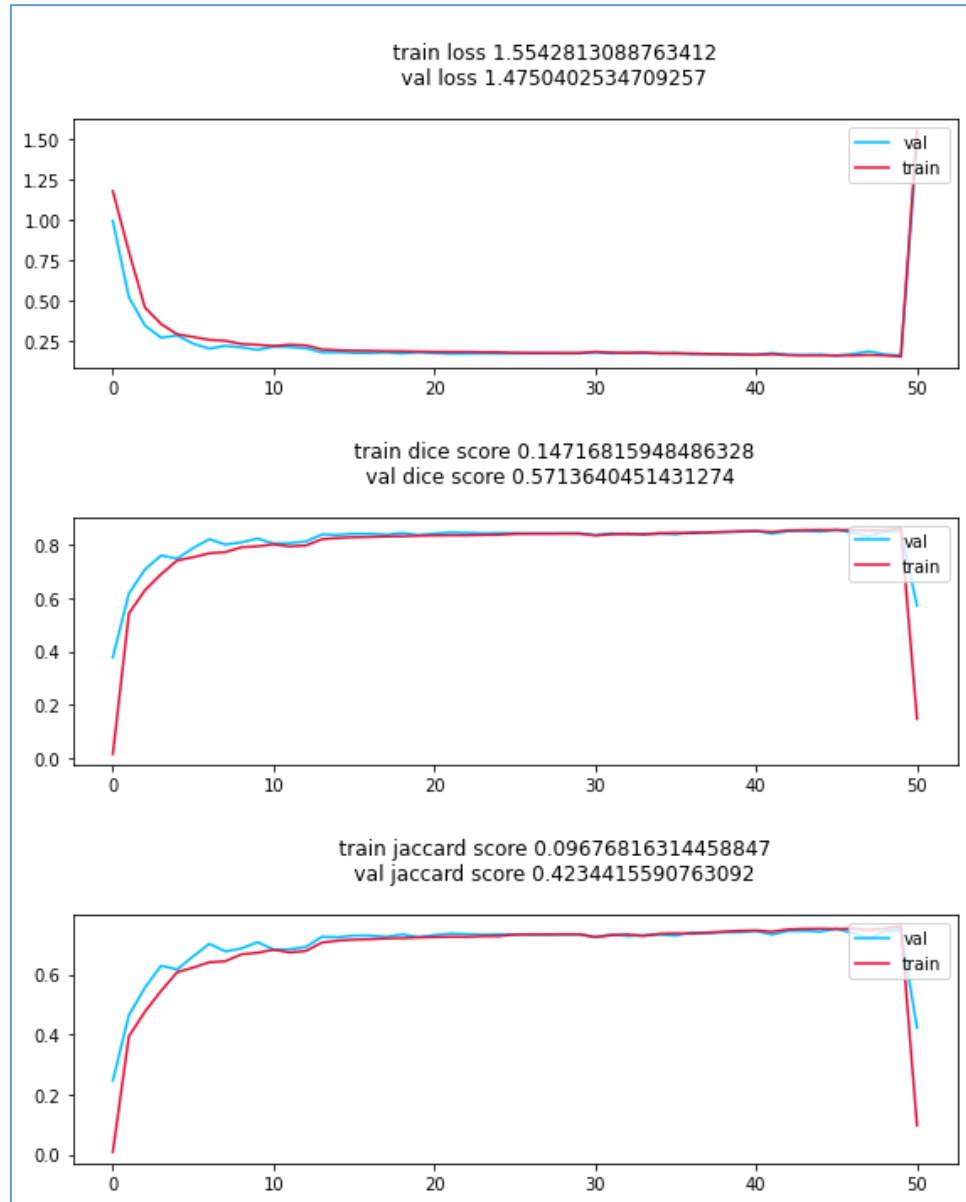 train loss 1.5542813088763412
val loss 1.4750402534709257
1.50
1.25
1.00
0.75
0.50
0.25
val
train
0 10 20 30 40 50
train dice score 0.14716815948486328
val dice score 0.5713640451431274
0.8
0.6
0.4
0.2
0.0
val
train
0 10 20 30 40 50
train jaccard score 0.09676816314458847
val jaccard score 0.4234415590763092
0.6
0.4
0.2
0.0
val
train
0 10 20 30 40 50